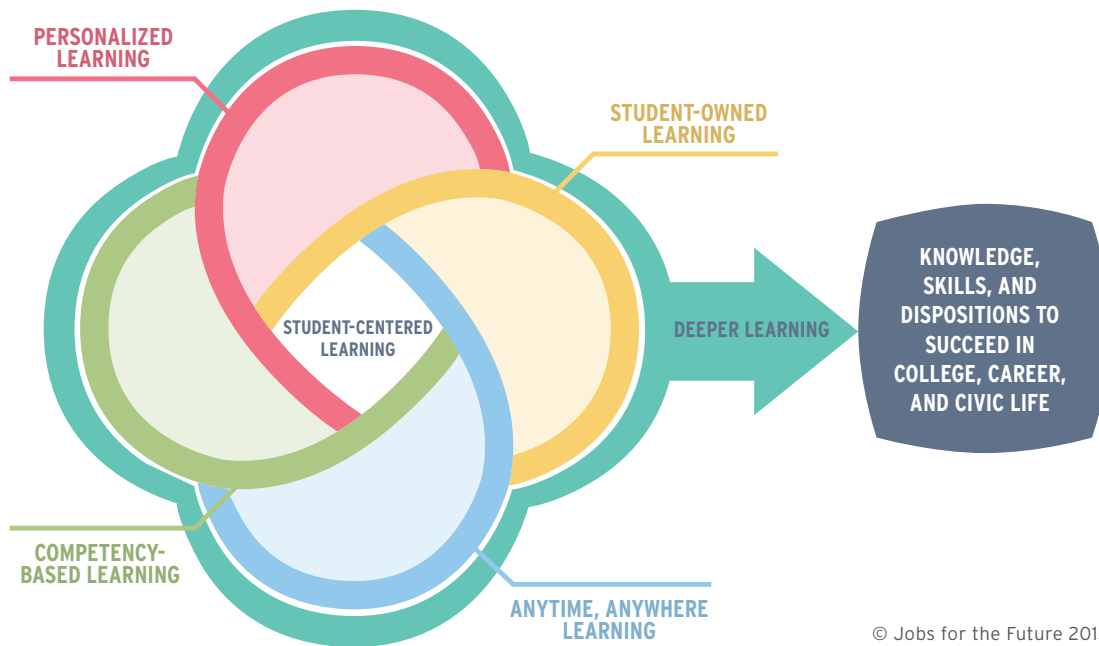 PERSONALIZED
LEARNING
STUDENT-OWNED
LEARNING
STUDENT-CENTERED
LEARNING
DEEPER LEARNING
KNOWLEDGE,
SKILLS, AND
DISPOSITIONS TO
SUCCEED IN
COLLEGE, CAREER,
AND CIVIC LIFE
COMPETENCY-
BASED LEARNING
ANYTIME, ANYWHERE
LEARNING
© Jobs for the Future